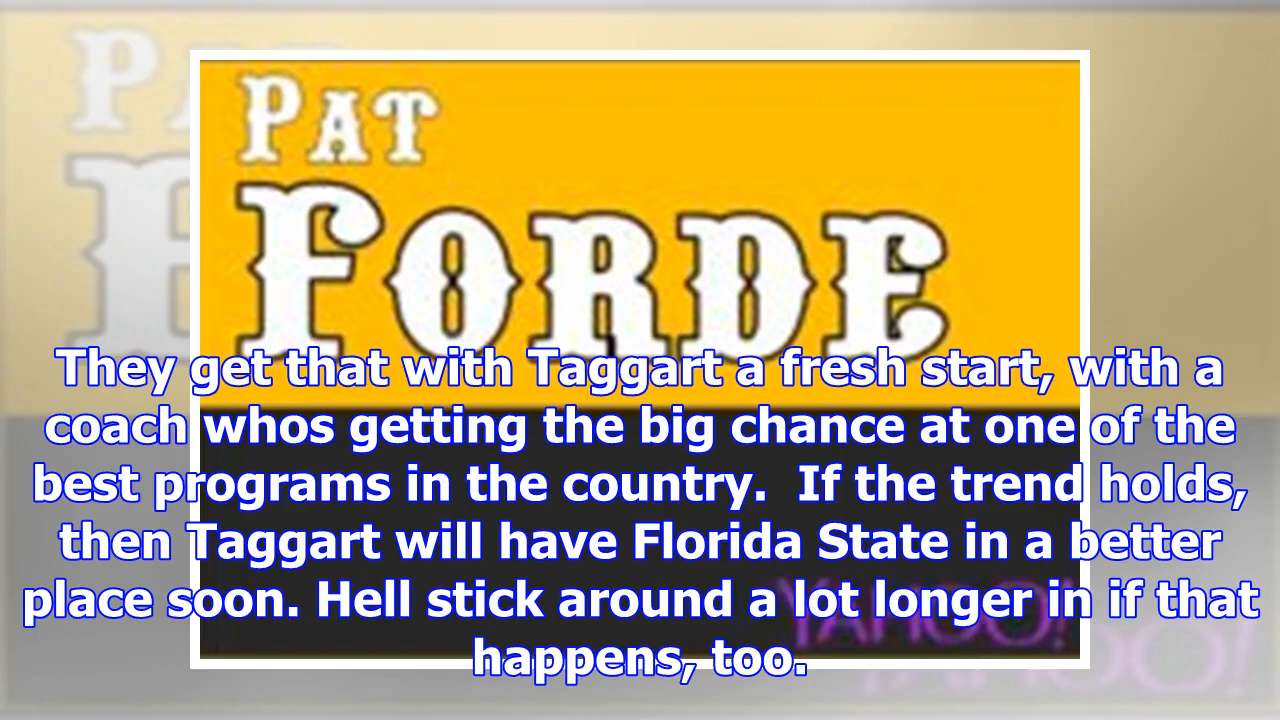 PAT
FORDE
They get that with Taggart a fresh start, with a
coach whos getting the big chance at one of the
best programs in the country.  If the trend holds,
then Taggart will have Florida State in a better
place soon. Hell stick around a lot longer in if that
happens, too.
YAHOO!